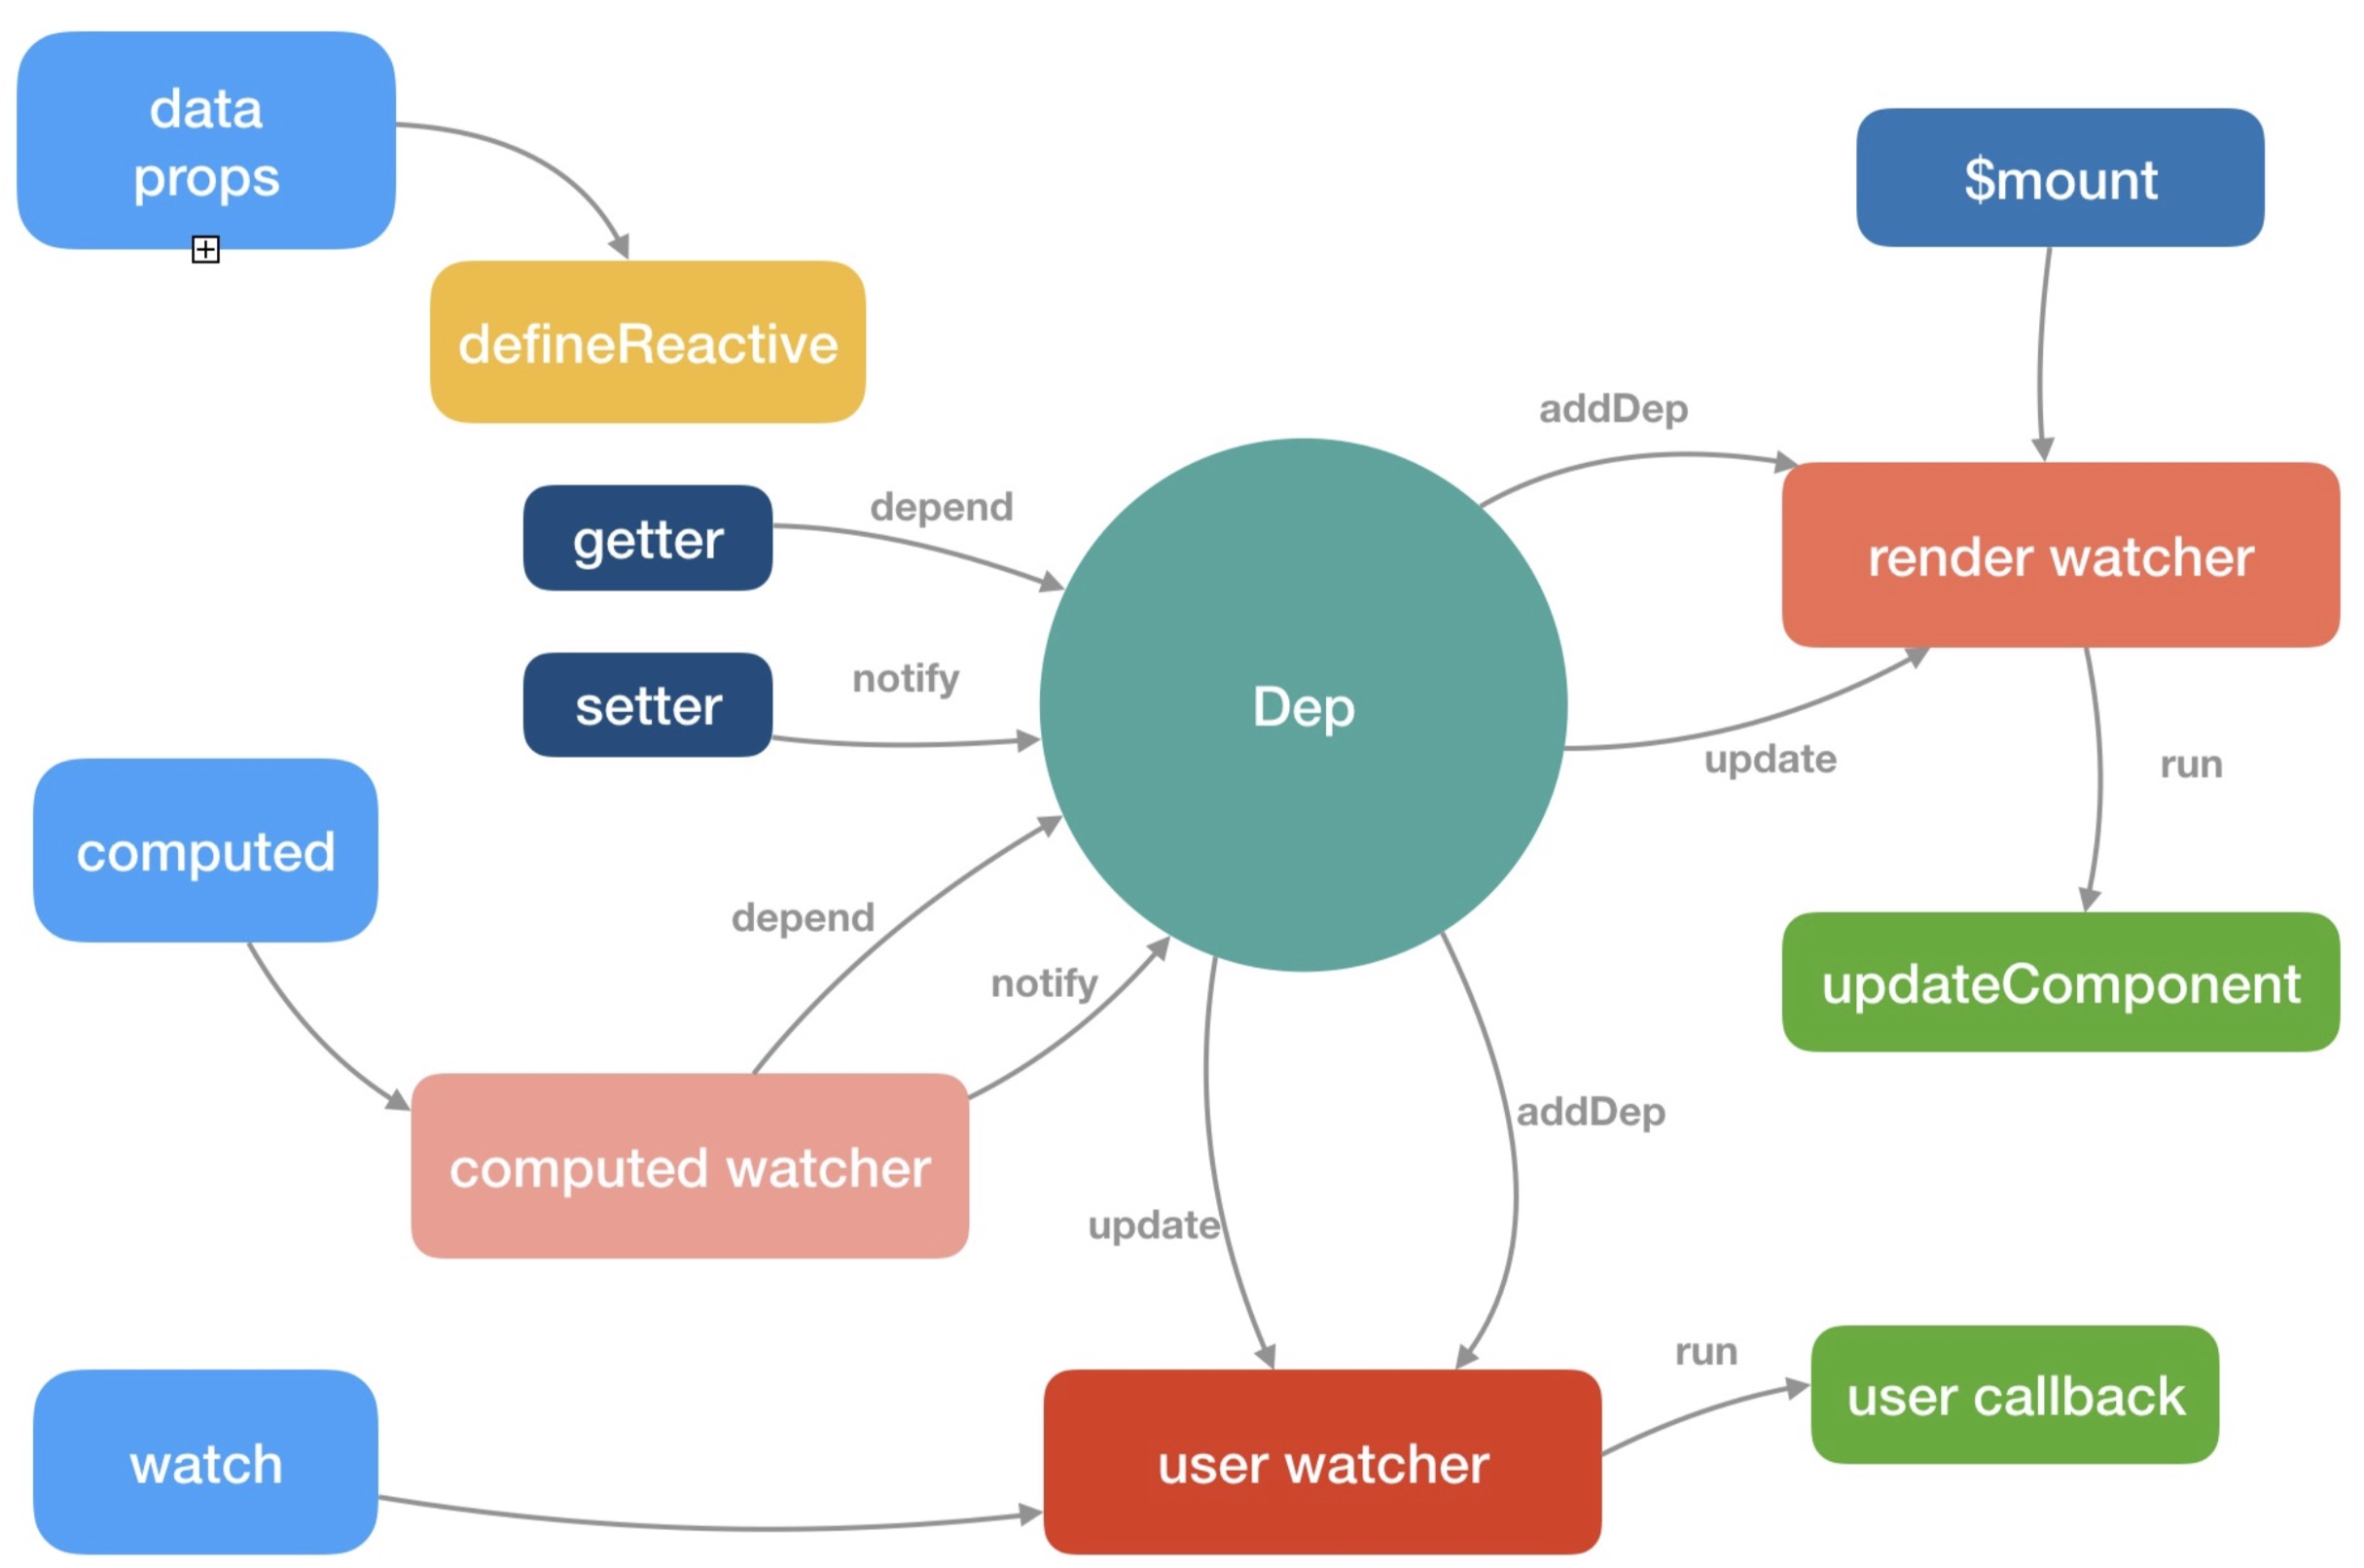 data
props
$mount
defineReactive
addDep
getter
depend
render watcher
setter
notify
Dep
update
run
computed
depend
notify
updateComponent
addDep
computed watcher
update
run
user callback
watch
user watcher